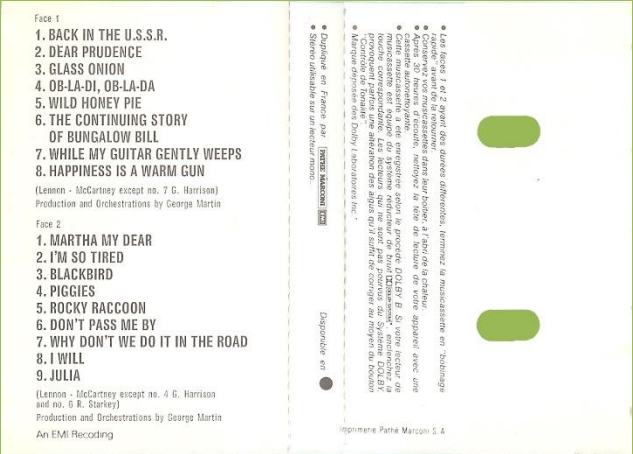 Face 1
1. BACK IN THE U.S.S.R.
2. DEAR PRUDENCE
3. GLASS ONION
4. OB-LA-DI, OB-LA-DA
5. WILD HONEY PIE
6. THE CONTINUING STORY
OF BUNGALOW BILL
7. WHILE MY GUITAR GENTLY WEEPS
8. HAPPINESS IS A WARM GUN
(Lennon - McCartney except no. 7 G. Harrison)
Production and Orchestrations by George Martin
Face 2
1. MARTHA MY DEAR
2. I'M SO TIRED
3. BLACKBIRD
4. PIGGIES
5. ROCKY RACCOON
6. DON'T PASS ME BY
7. WHY DON'T WE DO IT IN THE ROAD
8. I WILL
9. JULIA
(Lennon - McCartney except no. 4 G. Harrison
and no. 6 R. Starkey)
Production and Orchestrations by George Martin
An EMI Recoding
• Dupliqué en France par PATHE MARCONI EMI
Disponible en
• Stéréo utilisable sur un lecteur mono.
• Les faces 1 et 2 ayant des durées différentes, terminez la musicassette en "bobinage
rapide" avant de la retourner.
• Conservez vos musicassettes dans leur boîtier, à l'abri de la chaleur.
• Après 30 heures d'écoute, nettoyez la tête de lecture de votre appareil avec une
cassette autonettoyante.
• Cette musicassette a été enregistrée selon le procédé DOLBY B. Si votre lecteur de
musicassette est équipé du système réducteur de bruit, enclenchez la
touche correspondante. Les lecteurs qui ne sont pas pourvus du Système DOLBY,
provoquent parfois une altération des aigus qu'il suffit de corriger au moyen du bouton
"Contrôle de Tonalité"
• Marque déposée des Dolby Laboratories Inc.
Imprimerie Pathé Marconi S.A.